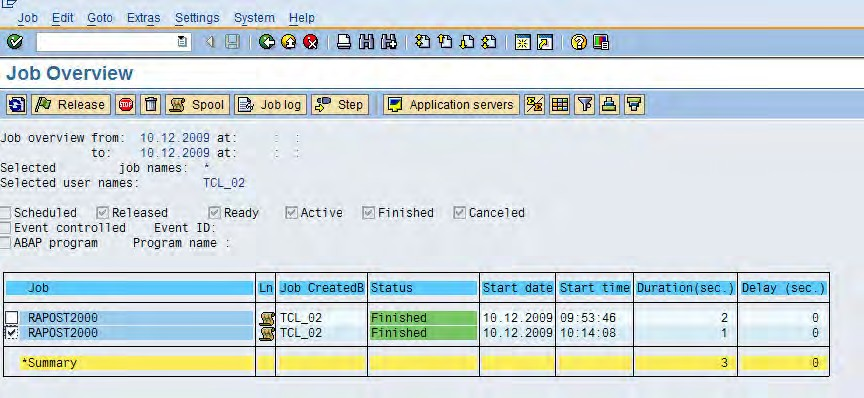 Job Edit Goto Extras Settings System Help
Job Overview
Release STOP Spool Job log Step Application servers
Job overview from: 10.12.2009 at: : :
to: 10.12.2009 at: : :
Selected job names: *
Selected user names: TCL_02
Scheduled Released Ready Active Finished Canceled
Event controlled Event ID:
ABAP program Program name :
Job Ln Job CreatedB Status Start date Start time Duration(sec.) Delay (sec.)
RAPOST2000 TCL_02 Finished 10.12.2009 09:53:46 2 0
RAPOST2000 TCL_02 Finished 10.12.2009 10:14:08 1 0
*Summary 3 0